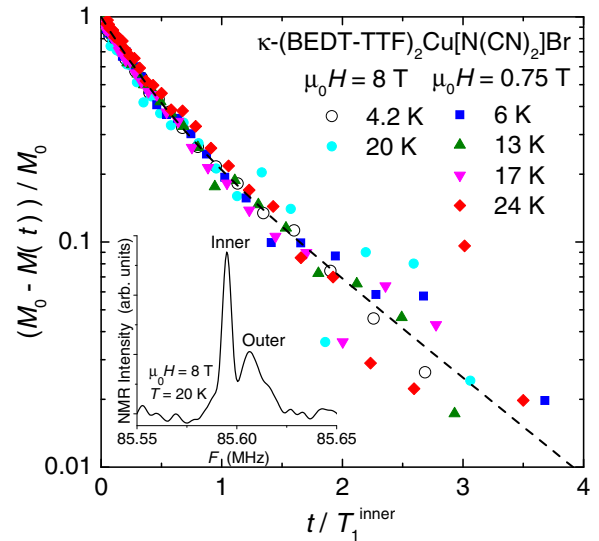 κ-(BEDT-TTF)₂Cu[N(CN)₂]Br
μ₀H = 8 T μ₀H = 0.75 T
4.2 K
20 K
6 K
13 K
17 K
24 K
(M₀ - M(t)) / M₀
1
0.1
0.01
0 1 2 3 4
t / T₁ⁱⁿⁿᵉʳ
Inner
Outer
μ₀H = 8 T
T = 20 K
NMR Intensity (arb. units)
85.55 85.60 85.65
F_I (MHz)